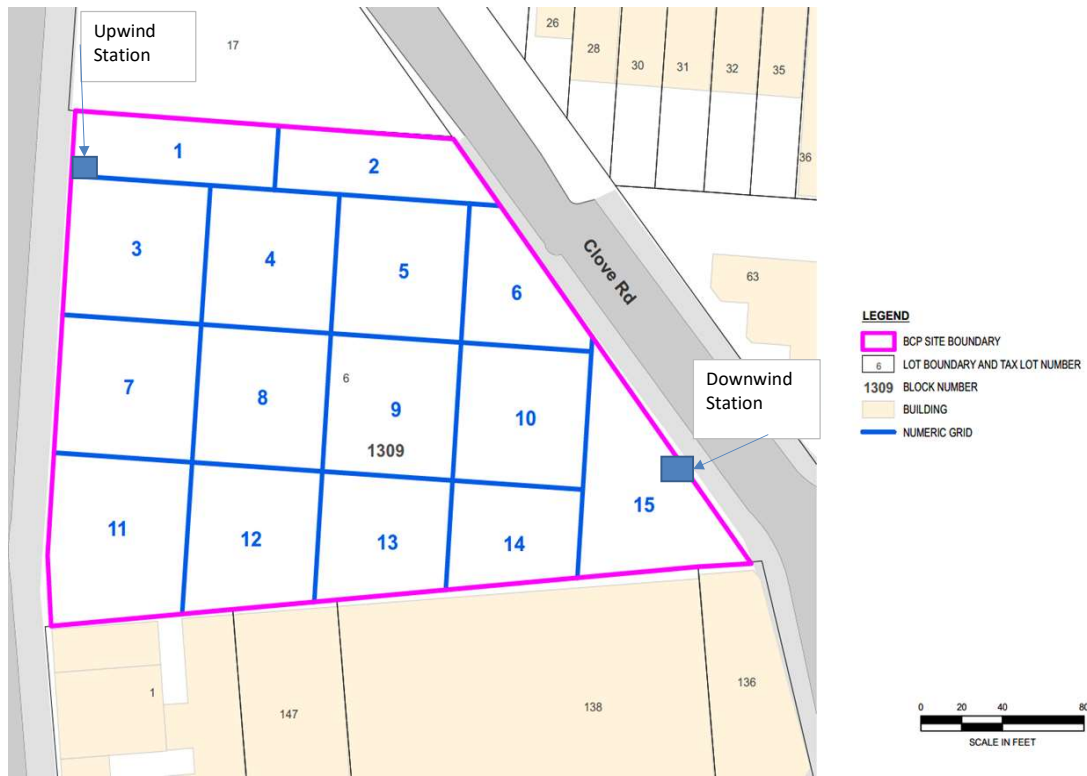 Upwind
Station
17
26
28
30
31
32
35
36
1
2
3
4
5
6
Clove Rd
63
7
8
6
9
10
1309
Downwind
Station
11
12
13
14
15
1
147
138
136
LEGEND
BCP SITE BOUNDARY
6 LOT BOUNDARY AND TAX LOT NUMBER
1309 BLOCK NUMBER
BUILDING
NUMERIC GRID
0 20 40 80
SCALE IN FEET